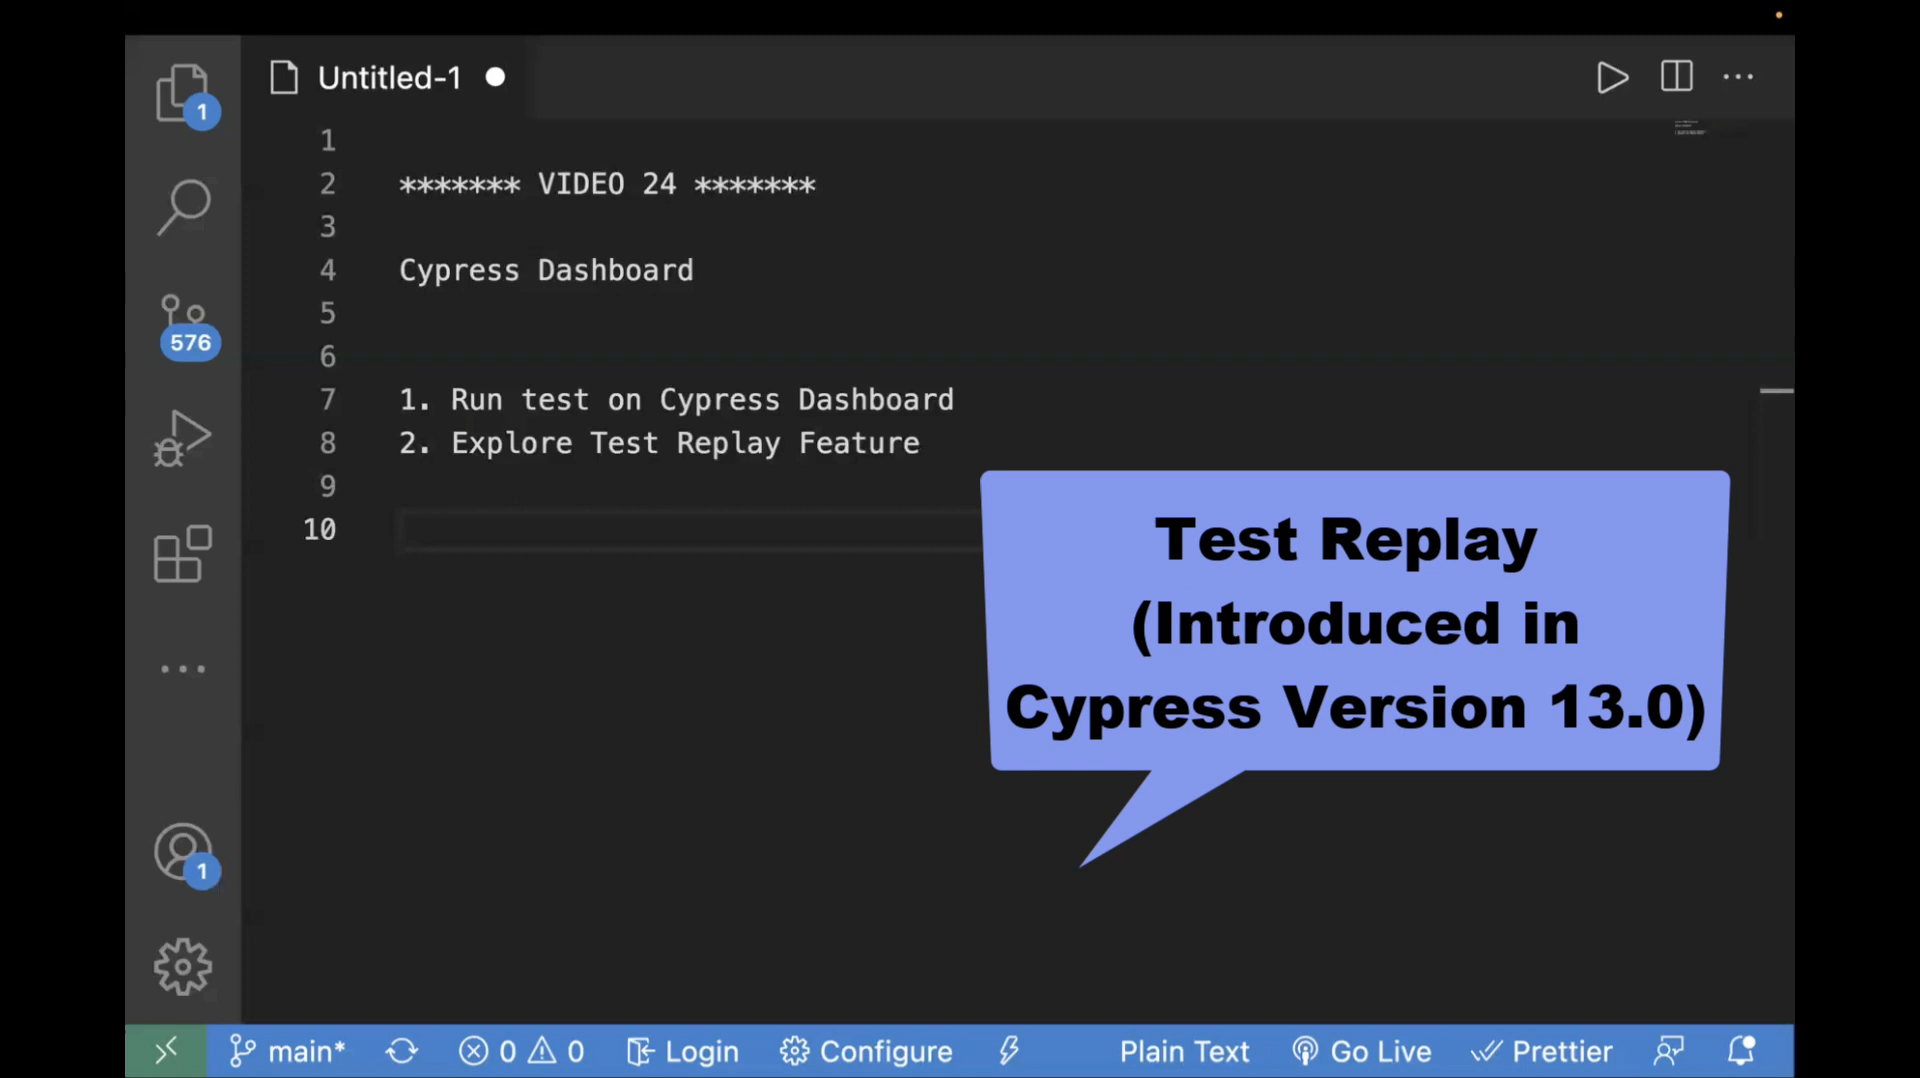 Untitled-1
1
1
2 ******* VIDEO 24 *******
3
4 Cypress Dashboard
5
576
6
7 1. Run test on Cypress Dashboard
8 2. Explore Test Replay Feature
9
10
Test Replay
(Introduced in
Cypress Version 13.0)
1
main* 0 0 Login Configure Plain Text Go Live Prettier